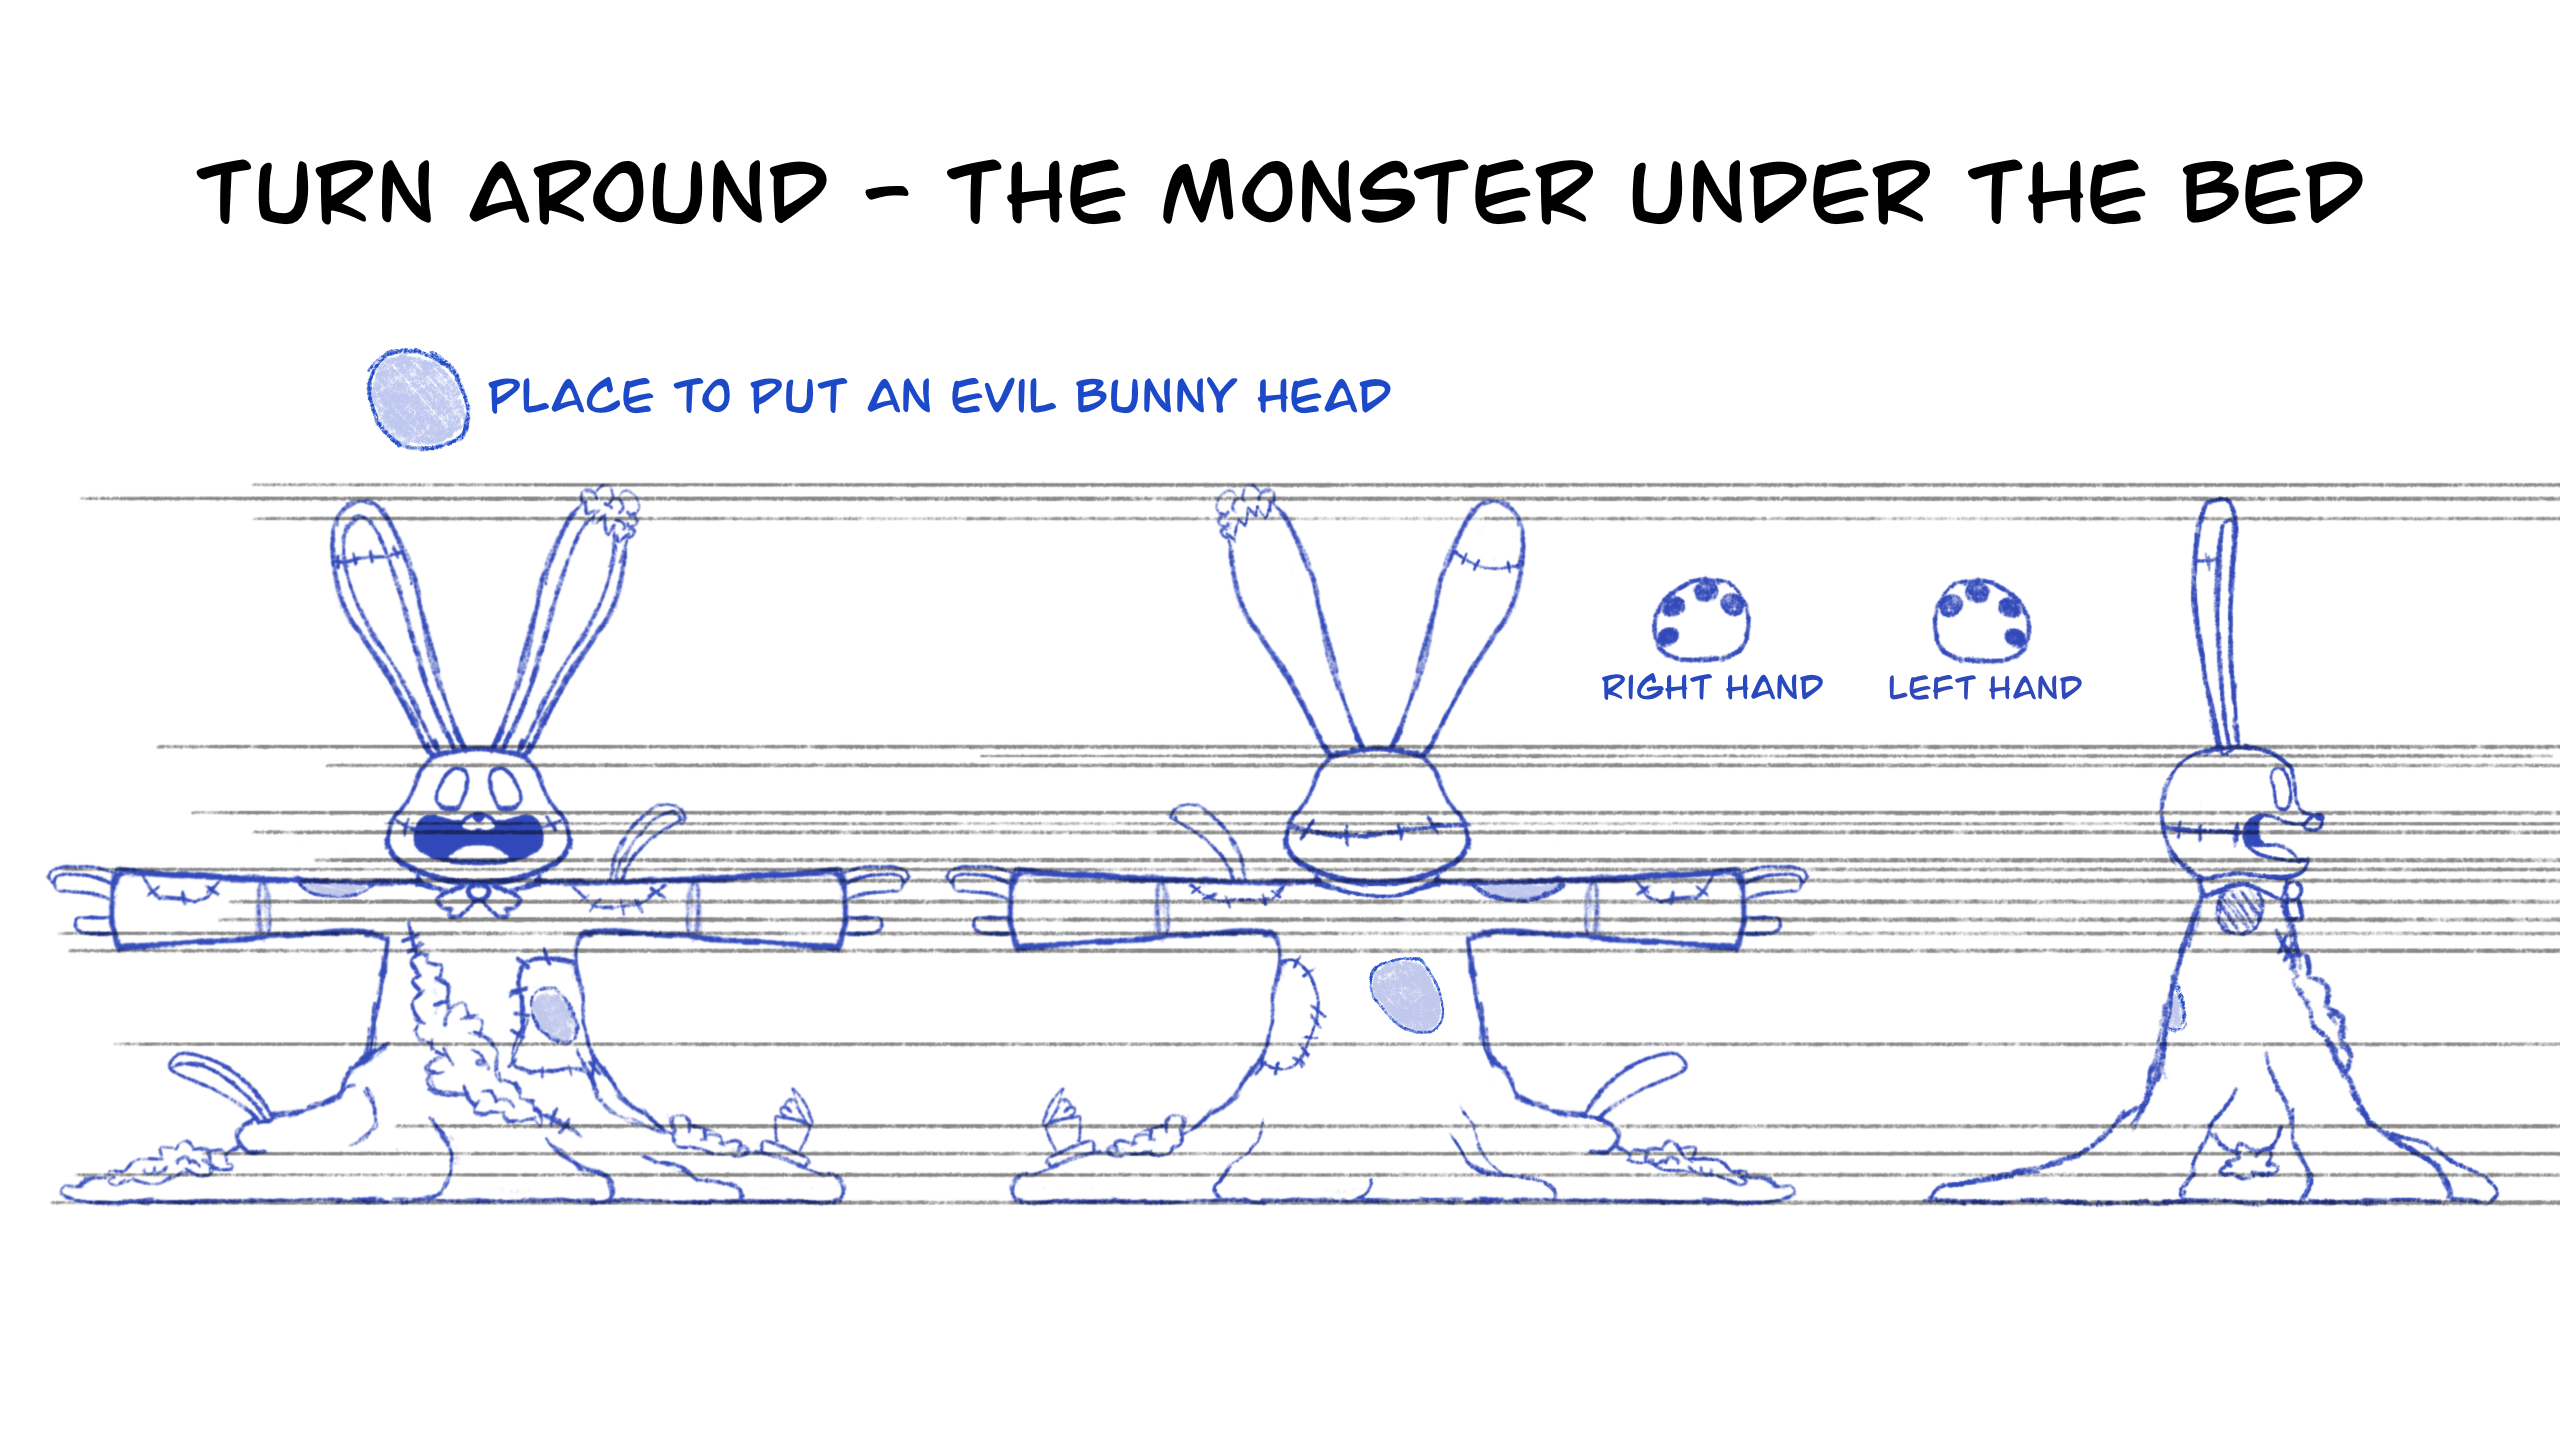 TURN AROUND - THE MONSTER UNDER THE BED
PLACE TO PUT AN EVIL BUNNY HEAD
RIGHT HAND
LEFT HAND